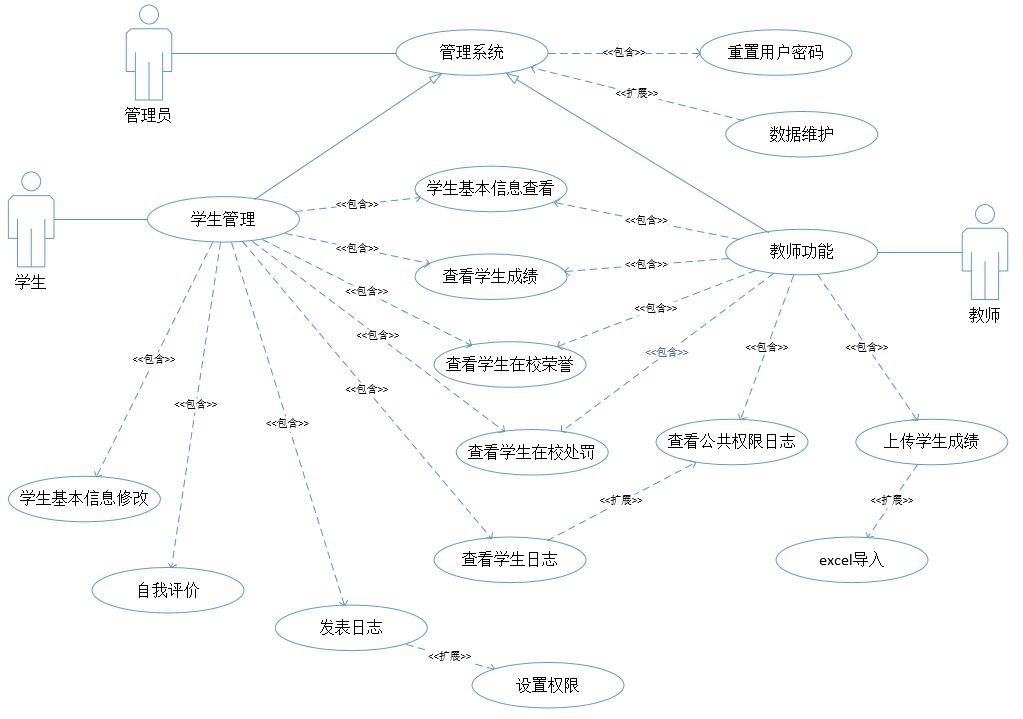 管理系统
<<包含>>
重置用户密码
<<扩展>>
管理员
数据维护
学生基本信息查看
<<包含>>
学生管理
<<包含>>
<<包含>>
教师功能
<<包含>>
查看学生成绩
学生
<<包含>>
<<包含>>
教师
<<包含>>
<<包含>>
<<包含>>
<<包含>>
<<包含>>
<<包含>>
查看学生在校荣誉
<<包含>>
<<包含>>
<<包含>>
查看学生在校处罚
查看公共权限日志
上传学生成绩
学生基本信息修改
<<扩展>>
<<扩展>>
查看学生日志
excel导入
自我评价
发表日志
<<扩展>>
设置权限